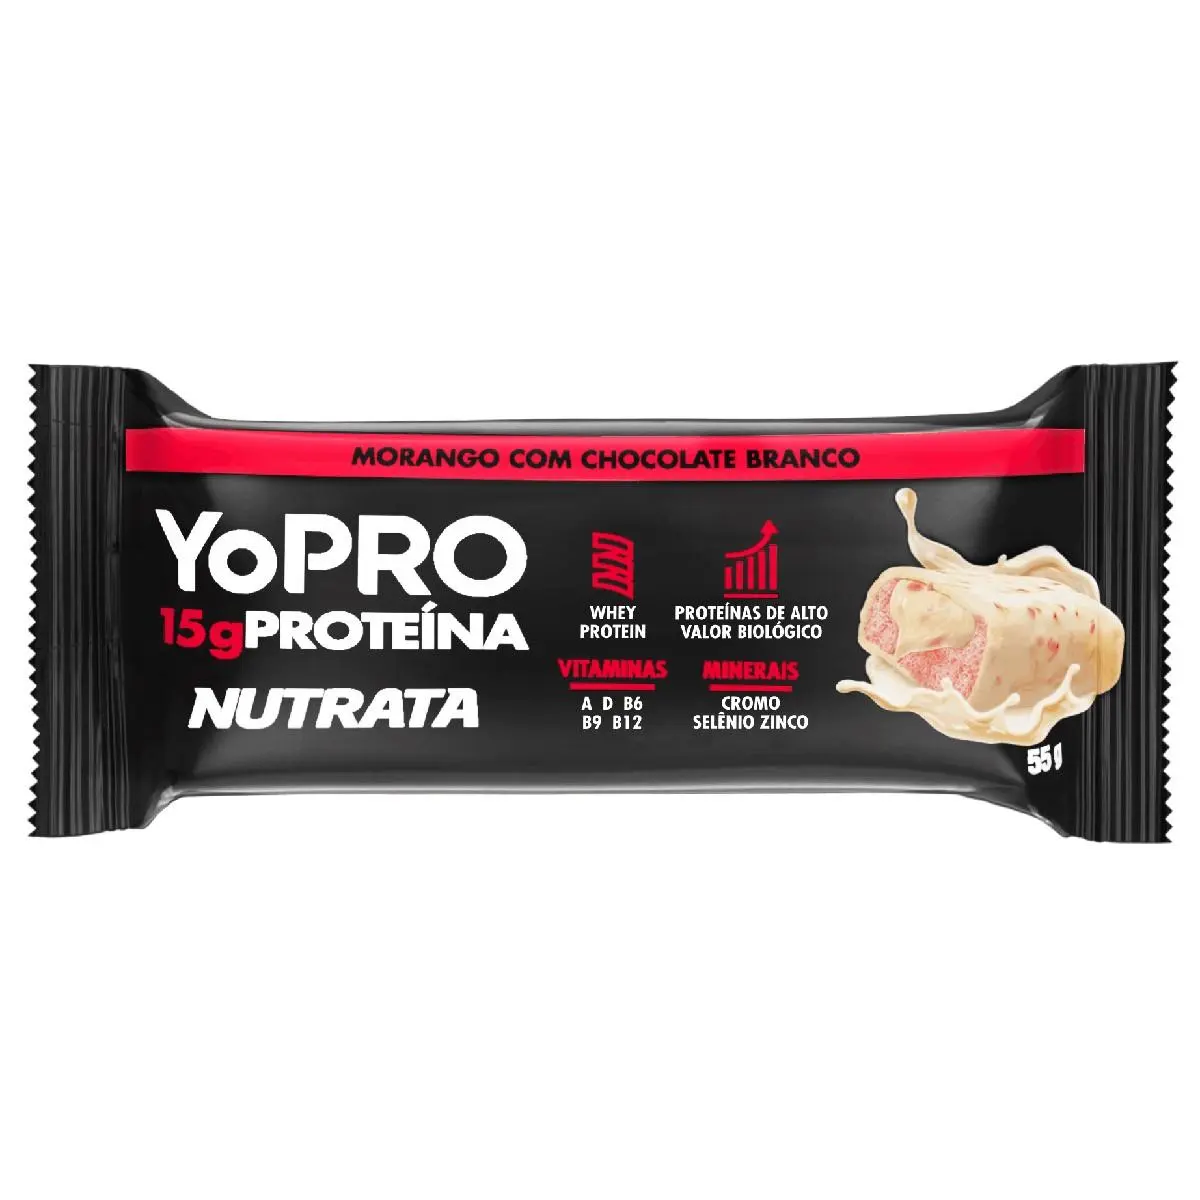 MORANGO COM CHOCOLATE BRANCO
YoPRO
15gPROTEÍNA
NUTRATA
WHEY
PROTEIN
PROTEÍNAS DE ALTO
VALOR BIOLÓGICO
VITAMINAS
A D B6
B9 B12
MINERAIS
CROMO
SELÊNIO ZINCO
55g